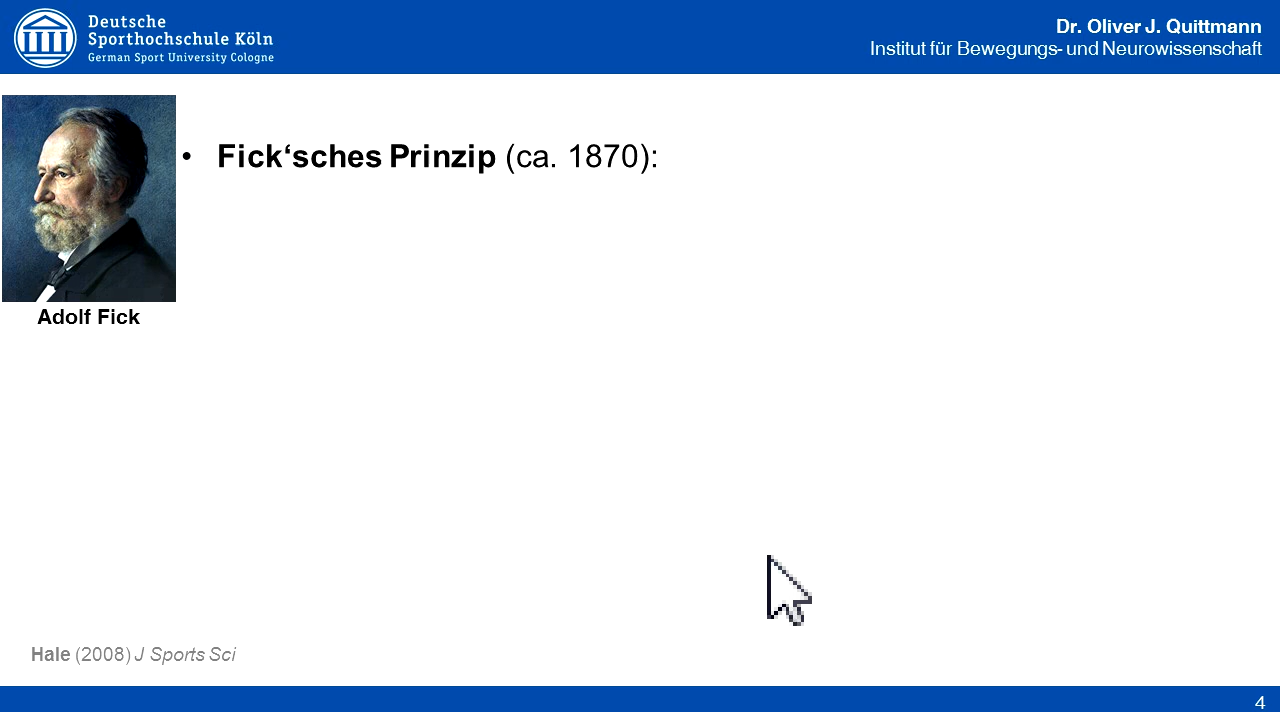 Deutsche
Sporthochschule Köln
German Sport University Cologne
Dr. Oliver J. Quittmann
Institut für Bewegungs- und Neurowissenschaft
• Fick‘sches Prinzip (ca. 1870):
Adolf Fick
Hale (2008) J Sports Sci
4